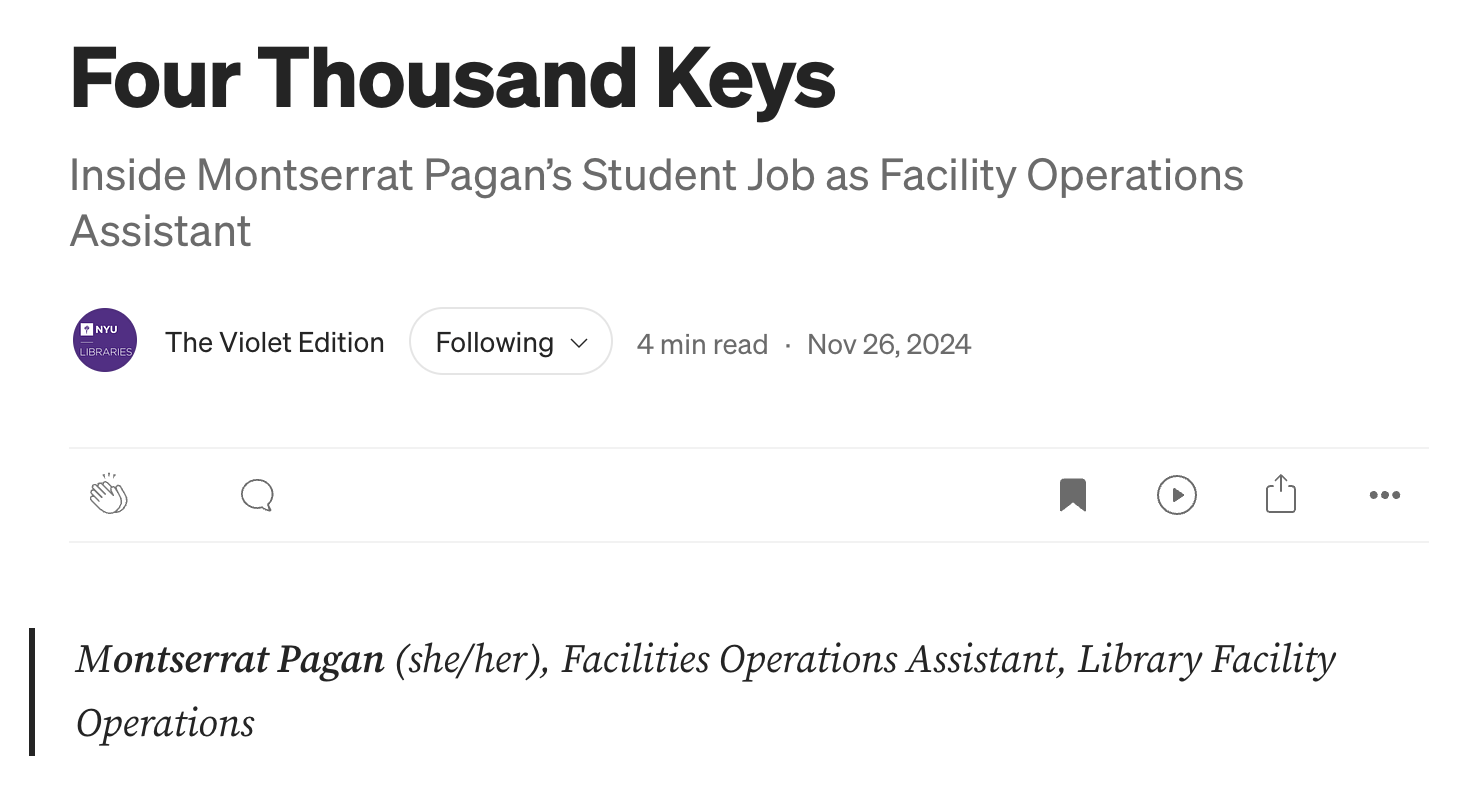 Four Thousand Keys
Inside Montserrat Pagan’s Student Job as Facility Operations
Assistant
NYU
LIBRARIES
The Violet Edition
Following
4 min read · Nov 26, 2024
Montserrat Pagan (she/her), Facilities Operations Assistant, Library Facility
Operations